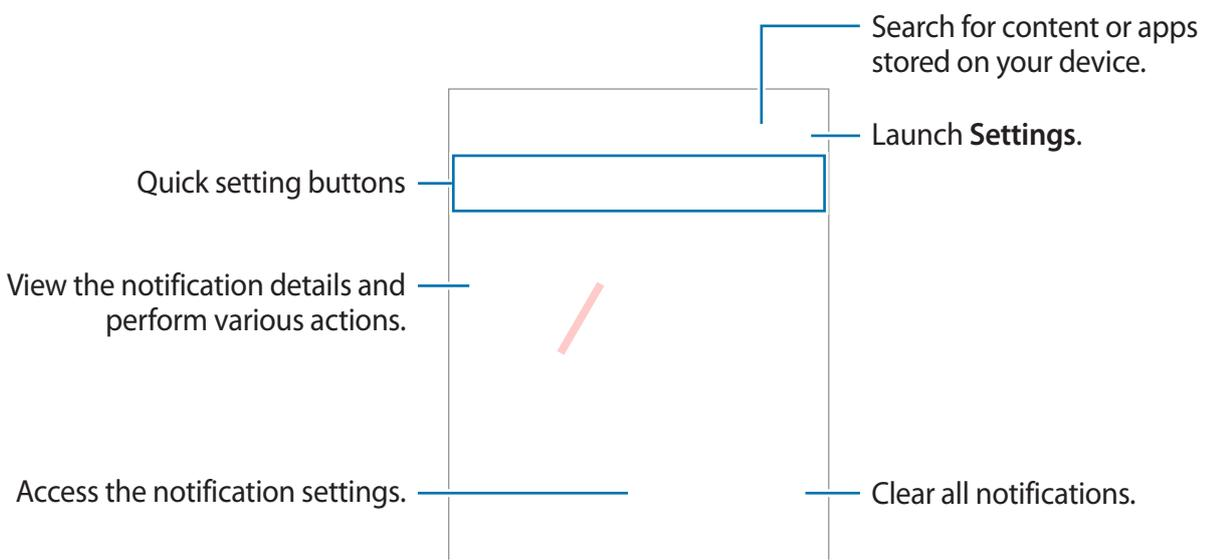 Search for content or apps
stored on your device.
Launch Settings.
Quick setting buttons
View the notification details and
perform various actions.
Access the notification settings.
Clear all notifications.